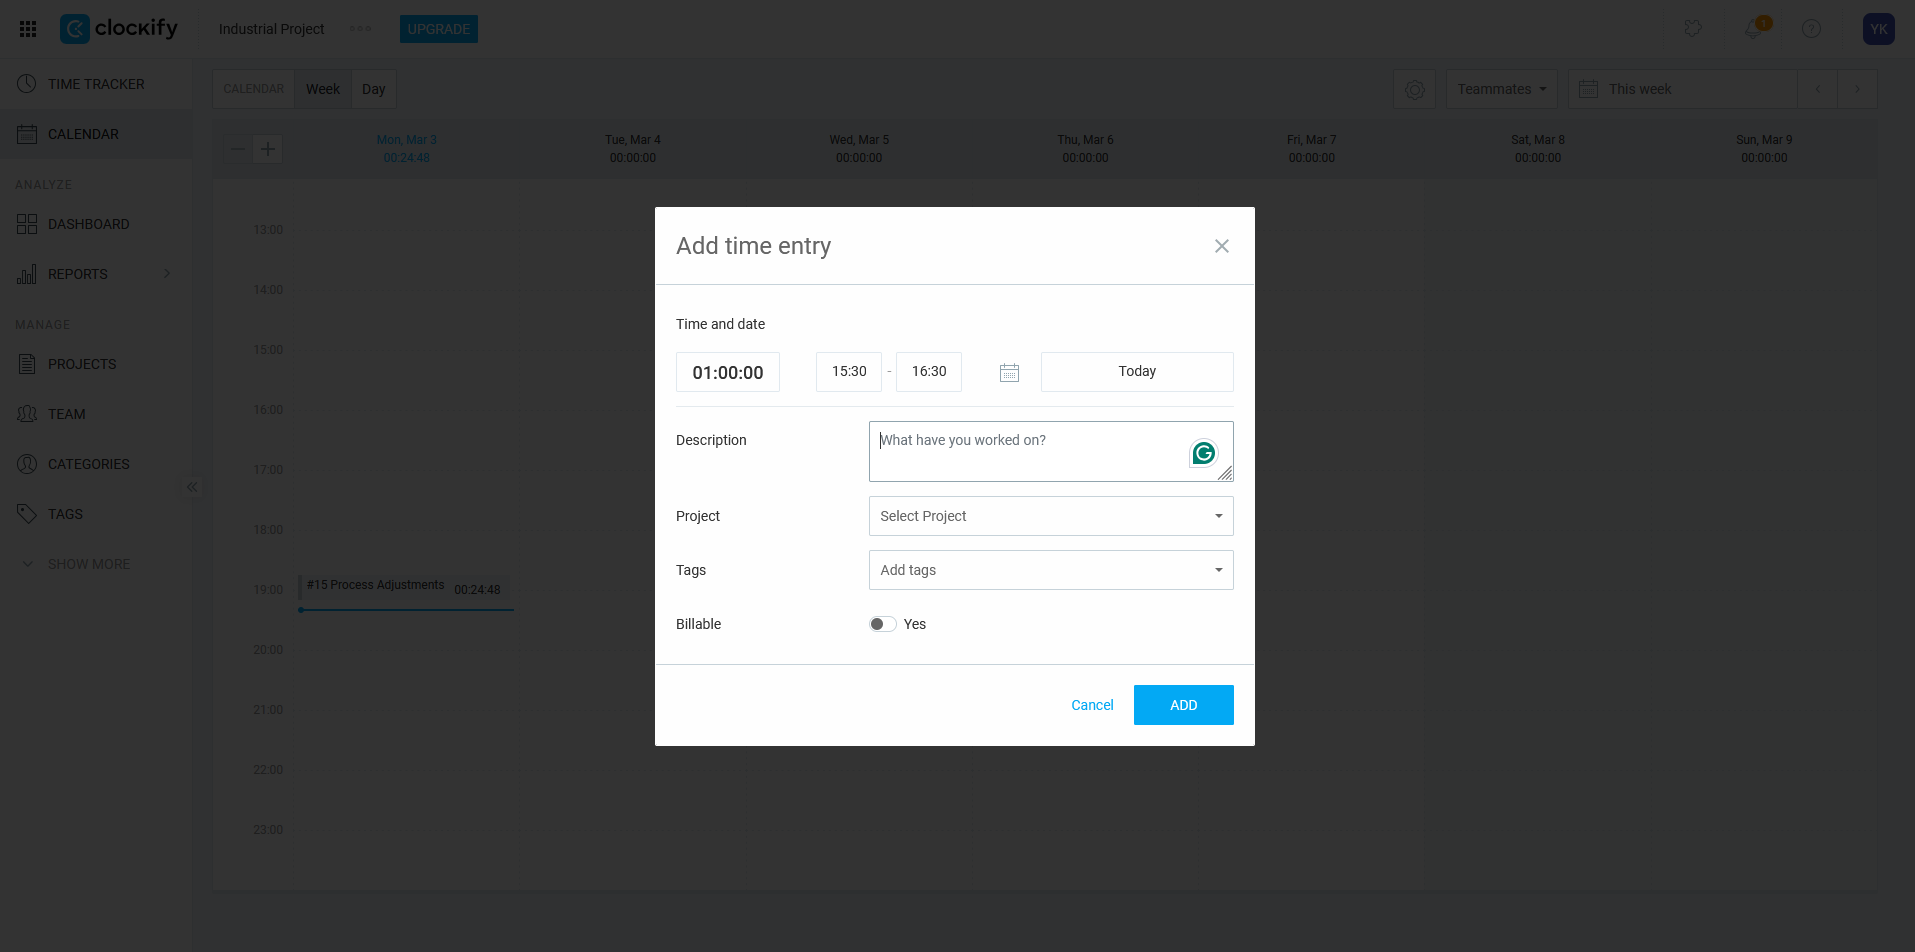 clockify
Industrial Project
UPGRADE
1
YK
TIME TRACKER
CALENDAR
ANALYZE
DASHBOARD
REPORTS
MANAGE
PROJECTS
TEAM
CATEGORIES
TAGS
SHOW MORE
CALENDAR Week Day
Teammates
This week
Mon, Mar 3 Tue, Mar 4 Wed, Mar 5 Thu, Mar 6 Fri, Mar 7 Sat, Mar 8 Sun, Mar 9
00:24:48 00:00:00 00:00:00 00:00:00 00:00:00 00:00:00 00:00:00
13:00
14:00
15:00
16:00
17:00
18:00
19:00
#15 Process Adjustments 00:24:48
20:00
21:00
22:00
23:00
Add time entry
Time and date
01:00:00 15:30 - 16:30 Today
Description What have you worked on?
Project Select Project
Tags Add tags
Billable Yes
Cancel ADD